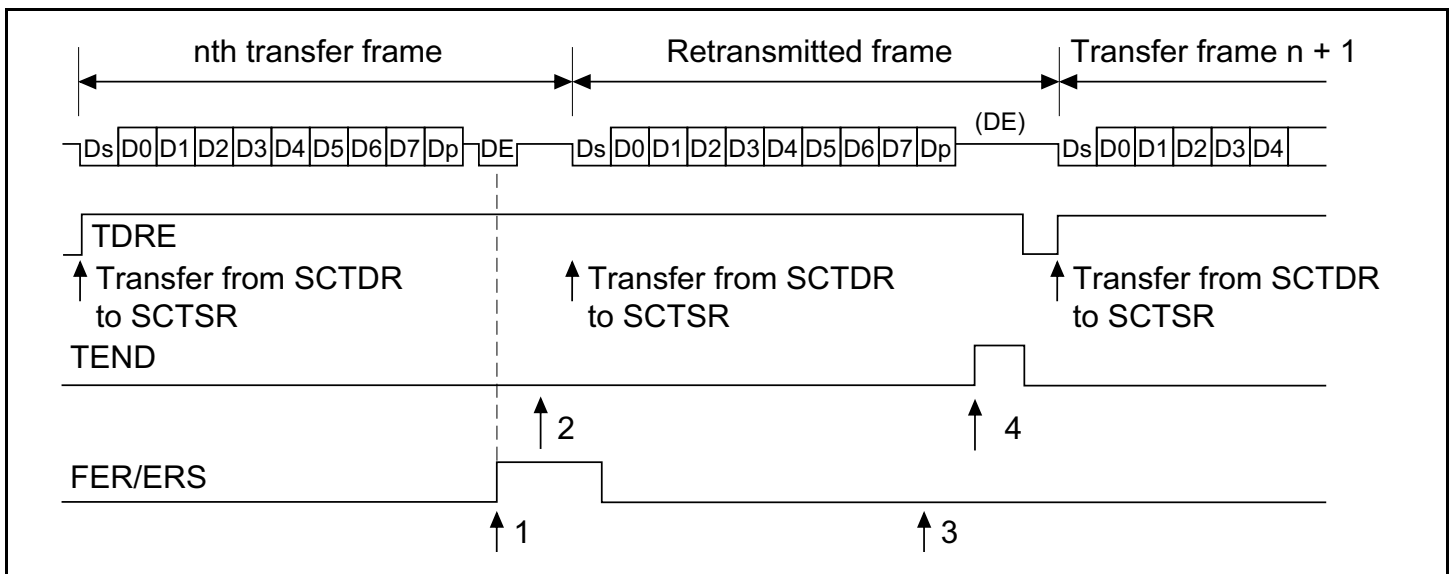 nth transfer frame Retransmitted frame Transfer frame n + 1
(DE)
Ds D0 D1 D2 D3 D4 D5 D6 D7 Dp DE Ds D0 D1 D2 D3 D4 D5 D6 D7 Dp Ds D0 D1 D2 D3 D4
TDRE
Transfer from SCTDR
to SCTSR
Transfer from SCTDR
to SCTSR
Transfer from SCTDR
to SCTSR
TEND
2
4
FER/ERS
1
3